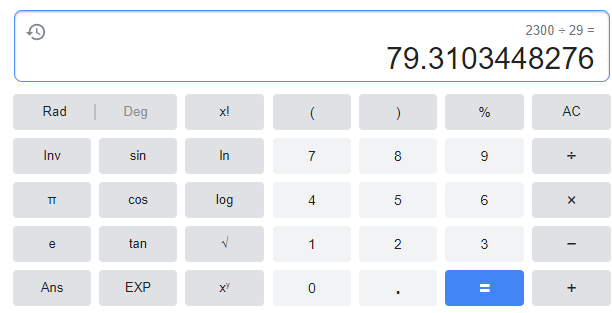 2300 ÷ 29 =
79.3103448276
Rad | Deg x! ( ) % AC
Inv sin ln 7 8 9 ÷
π cos log 4 5 6 ×
e tan √ 1 2 3 −
Ans EXP xʸ 0 . = +